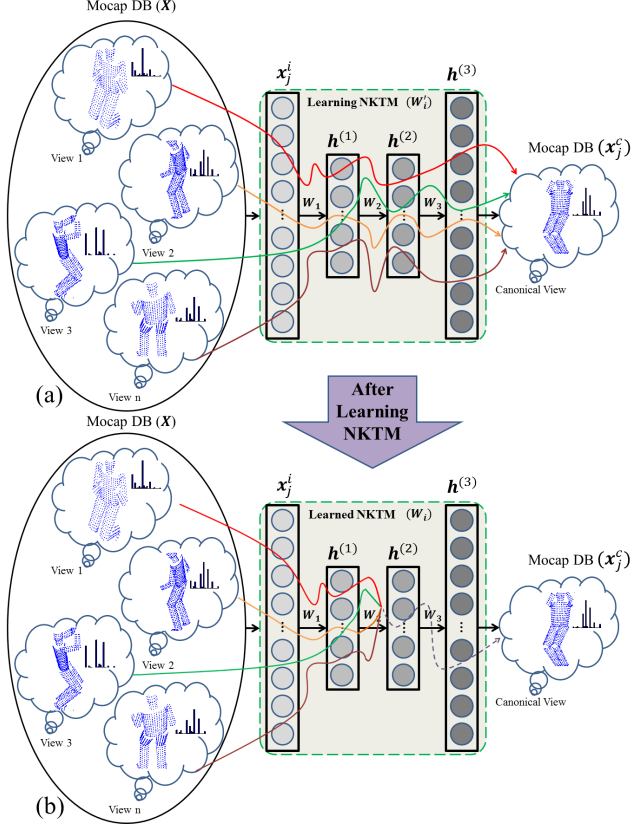 Mocap DB (X)
x_j^i
h^(3)
Learning NKTM (W_i′)
h^(1)
h^(2)
Mocap DB (x_j^c)
View 1
W_1
W_2
W_3
View 2
View 3
Canonical View
View n
(a)
After
Learning
NKTM
Mocap DB (X)
x_j^i
h^(3)
Learned NKTM (W_i)
h^(1)
h^(2)
Mocap DB (x_j^c)
View 1
W_1
W
W_3
View 2
View 3
Canonical View
View n
(b)